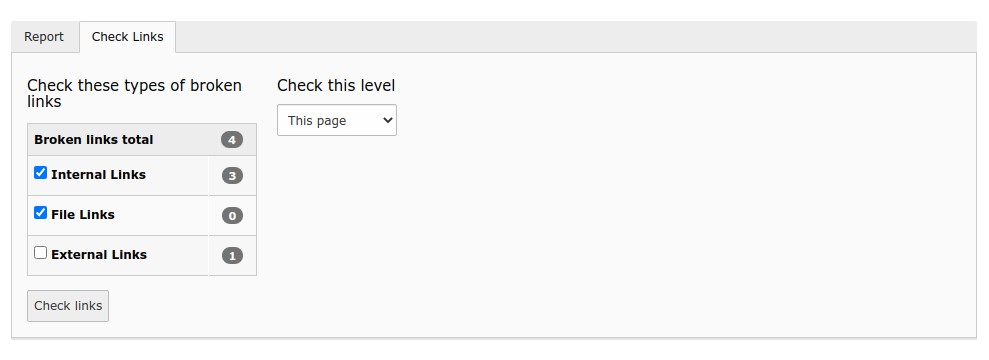 Report
Check Links
Check these types of broken
links
Check this level
This page
Broken links total 4
Internal Links 3
File Links 0
External Links 1
Check links